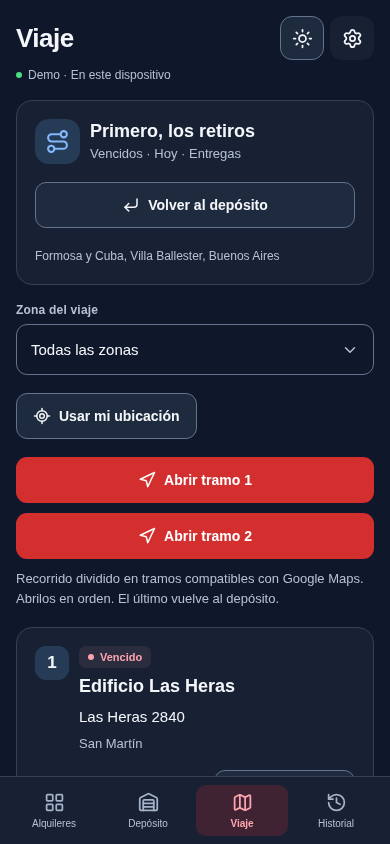 Viaje
Demo · En este dispositivo
Primero, los retiros
Vencidos · Hoy · Entregas
Volver al depósito
Formosa y Cuba, Villa Ballester, Buenos Aires
Zona del viaje
Todas las zonas
Usar mi ubicación
Abrir tramo 1
Abrir tramo 2
Recorrido dividido en tramos compatibles con Google Maps.
Abrilos en orden. El último vuelve al depósito.
1
Vencido
Edificio Las Heras
Las Heras 2840
San Martín
Alquileres
Depósito
Viaje
Historial